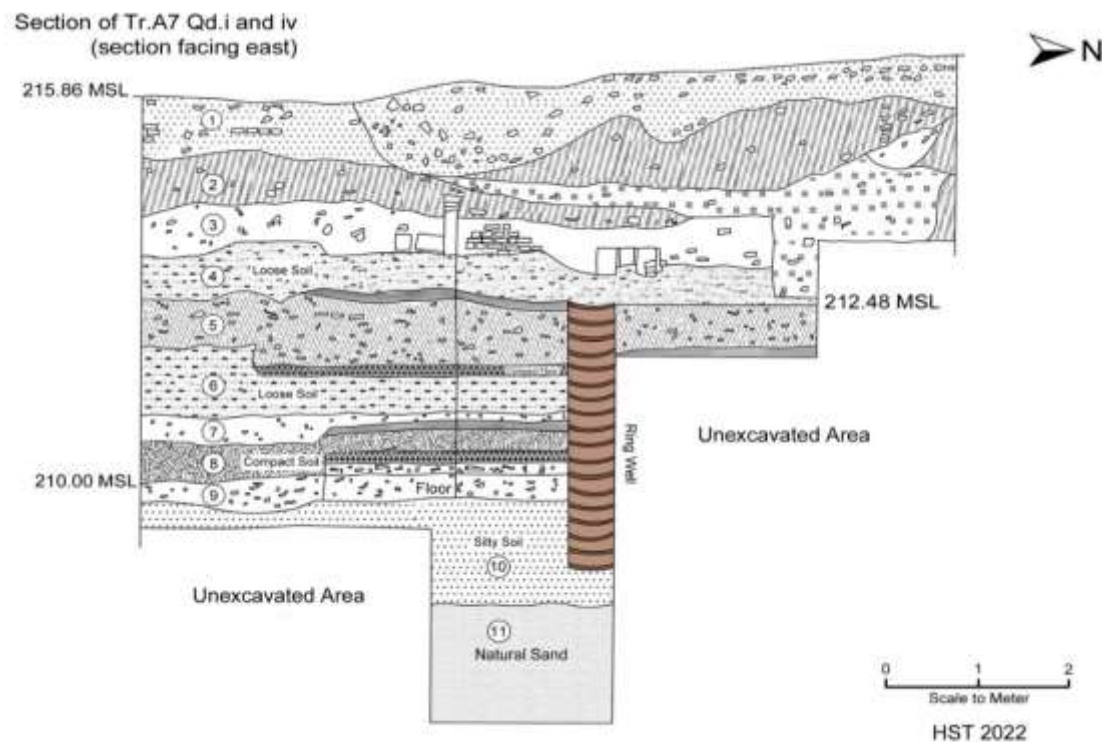 Section of Tr.A7 Qd.i and iv
(section facing east)
N
215.86 MSL
1
2
3
4
Loose Soil
212.48 MSL
5
6
Loose Soil
7
Ring Well
Unexcavated Area
8
Compact Soil
210.00 MSL
9
Floor
Silty Soil
10
Unexcavated Area
11
Natural Sand
0 1 2
Scale to Meter
HST 2022